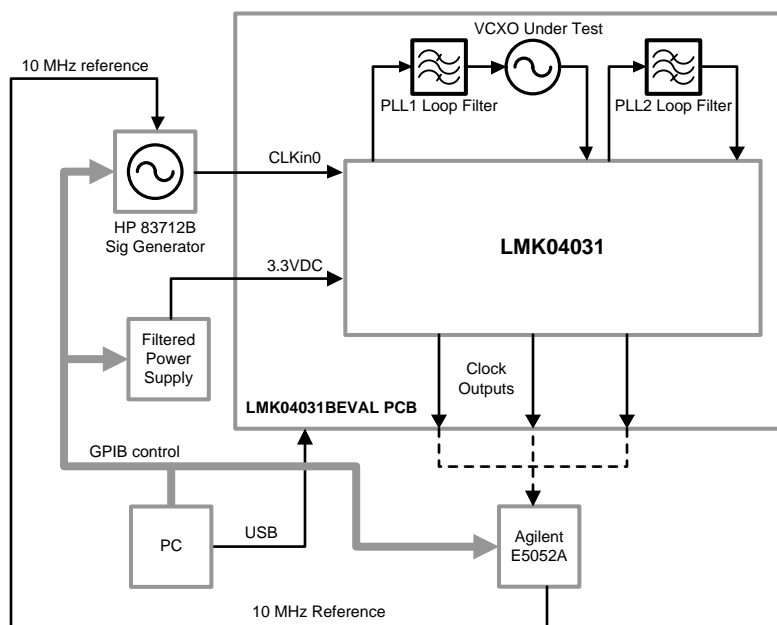 VCXO Under Test
10 MHz reference
PLL1 Loop Filter
PLL2 Loop Filter
CLKin0
HP 83712B
Sig Generator
LMK04031
3.3VDC
Filtered
Power
Supply
Clock
Outputs
LMK04031BEVAL PCB
GPIB control
PC
USB
Agilent
E5052A
10 MHz Reference